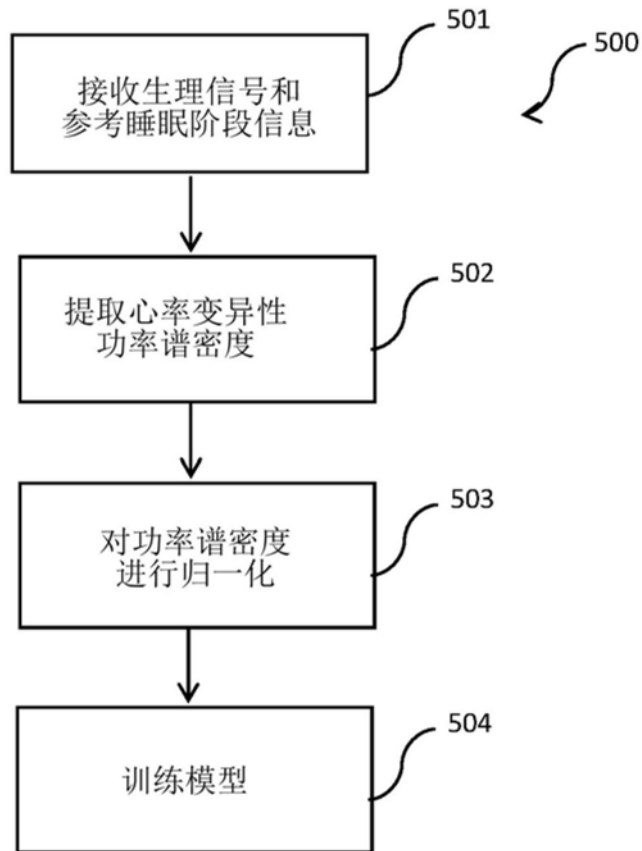 501
500
接收生理信号和
参考睡眠阶段信息
502
提取心率变异性
功率谱密度
503
对功率谱密度
进行归一化
504
训练模型